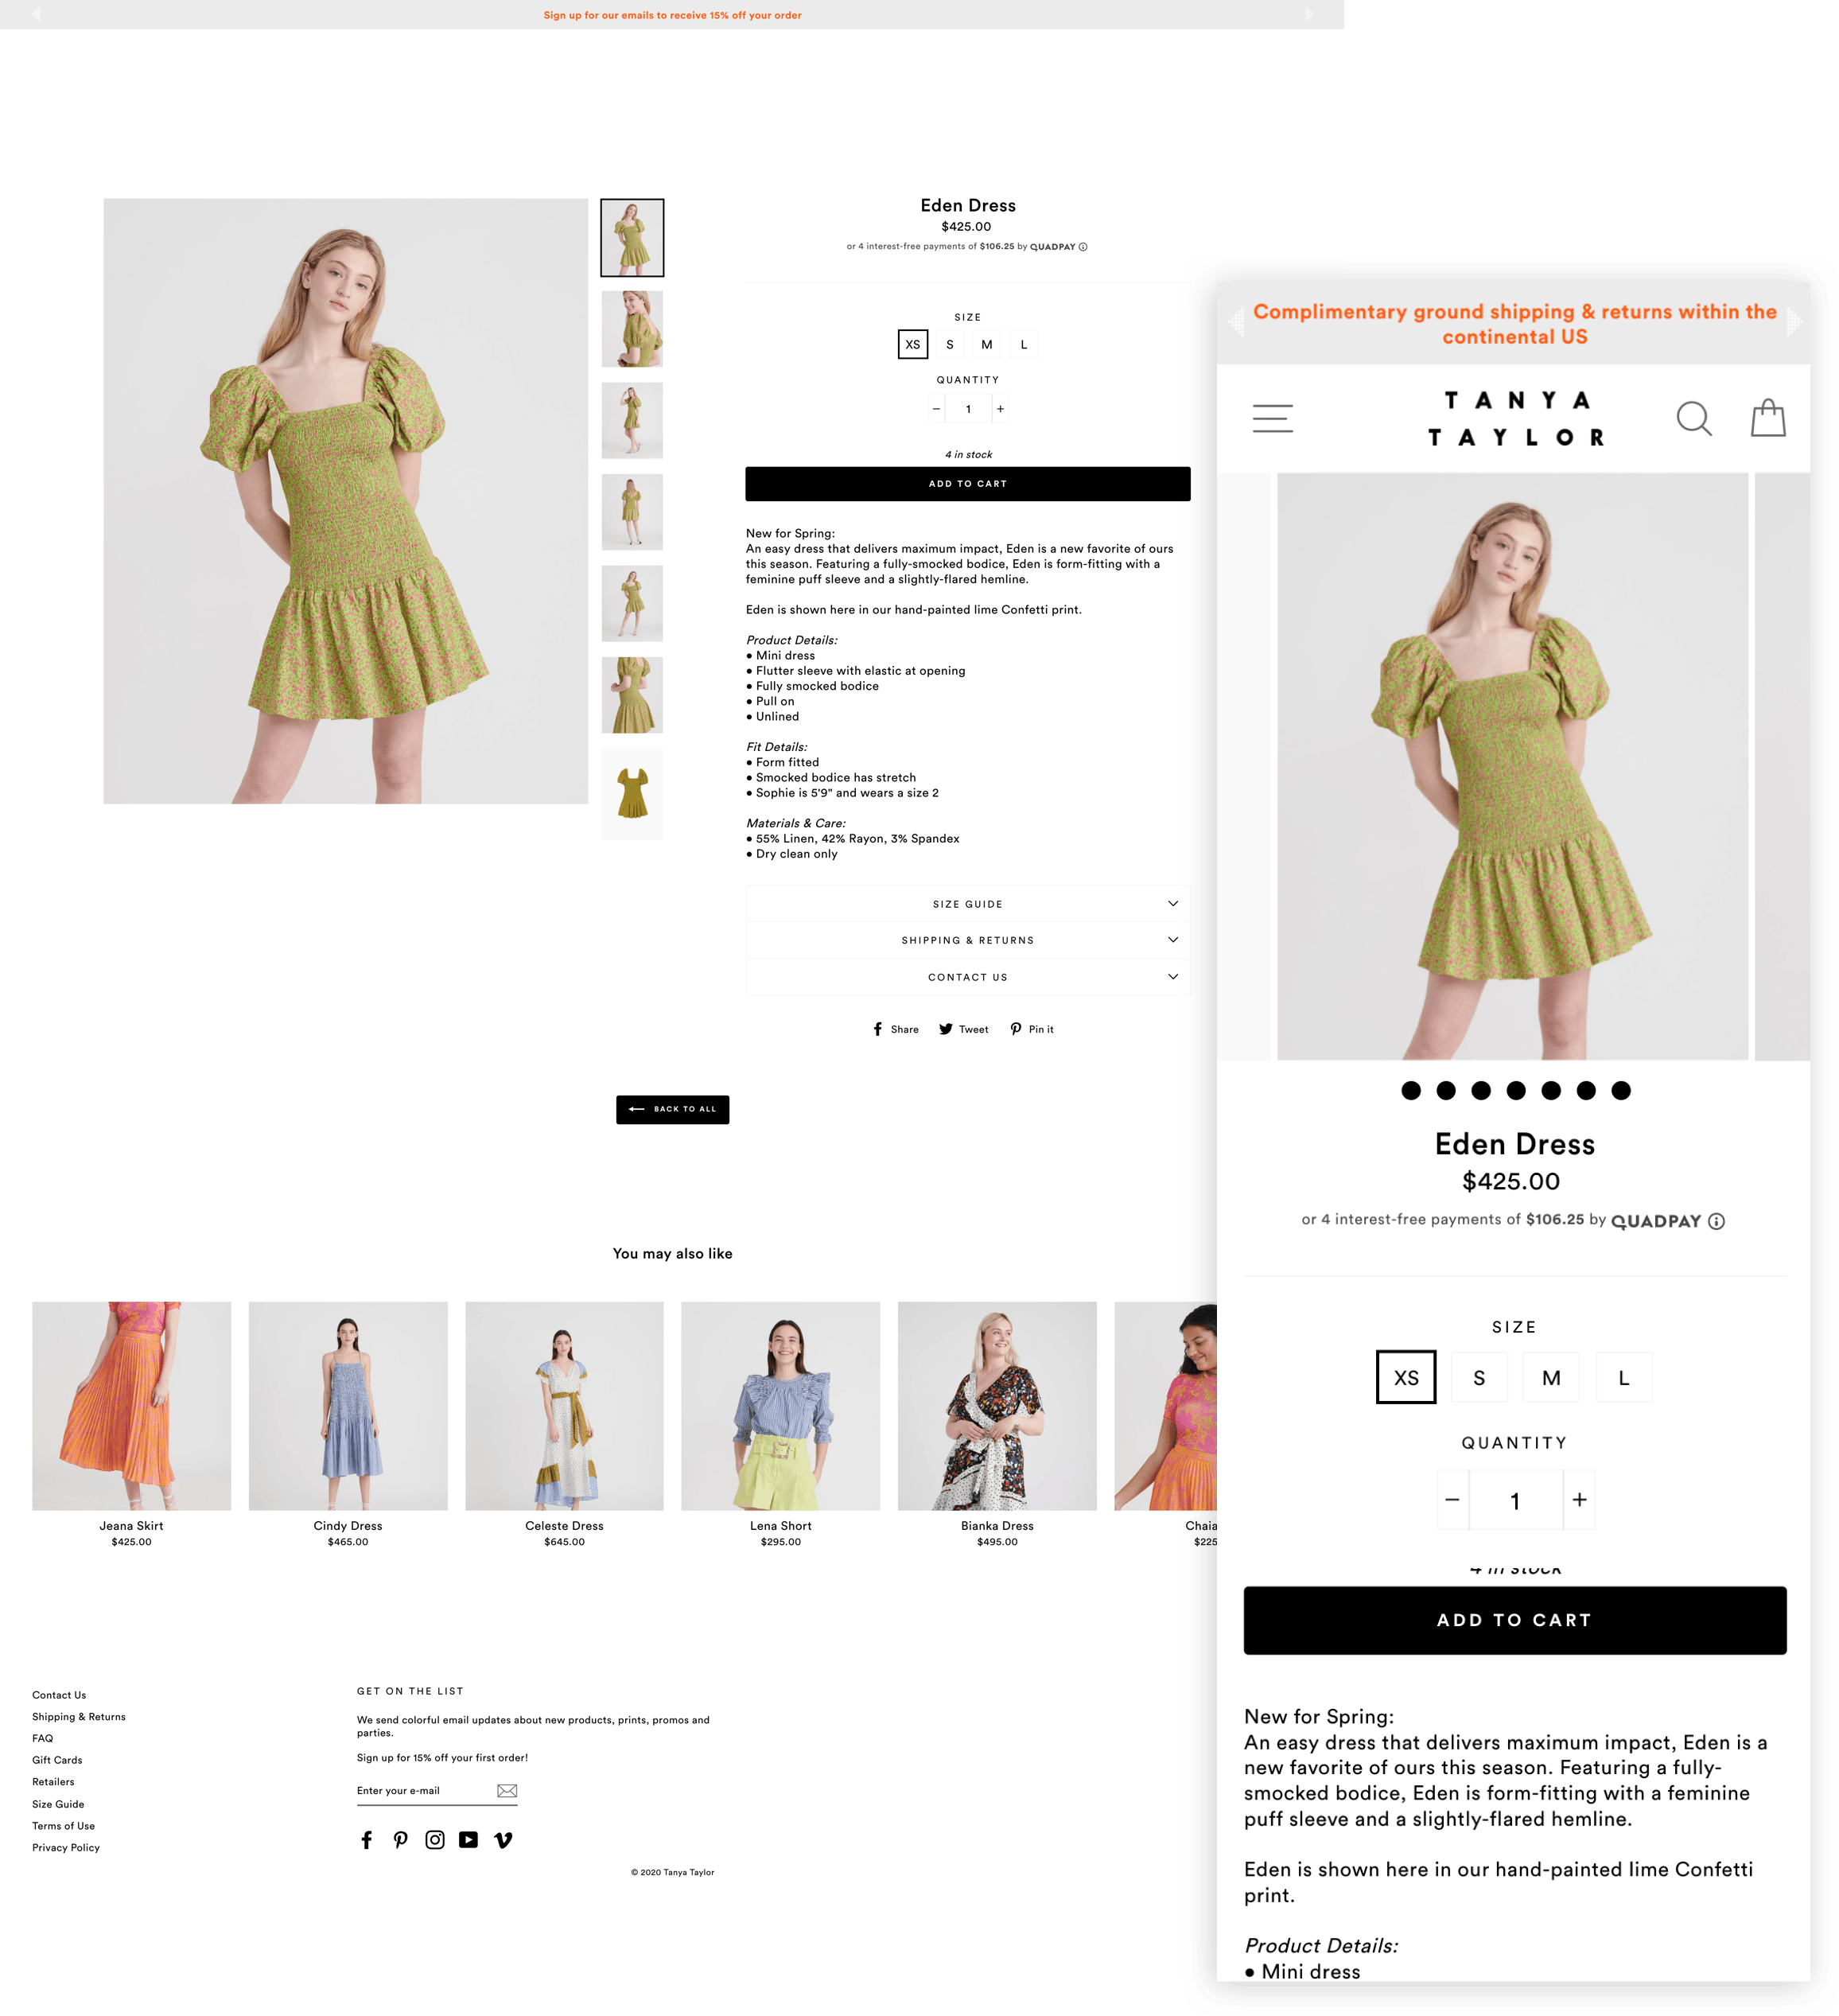 Sign up for our emails to receive 15% off your order
Eden Dress
$425.00
or 4 interest-free payments of $106.25 by QUADPAY
SIZE
XS S M L
QUANTITY
− 1 +
4 in stock
ADD TO CART
New for Spring:
An easy dress that delivers maximum impact, Eden is a new favorite of ours
this season. Featuring a fully-smocked bodice, Eden is form-fitting with a
feminine puff sleeve and a slightly-flared hemline.
Eden is shown here in our hand-painted lime Confetti print.
Product Details:
● Mini dress
● Flutter sleeve with elastic at opening
● Fully smocked bodice
● Pull on
● Unlined
Fit Details:
● Form fitted
● Smocked bodice has stretch
● Sophie is 5'9" and wears a size 2
Materials & Care:
● 55% Linen, 42% Rayon, 3% Spandex
● Dry clean only
SIZE GUIDE
SHIPPING & RETURNS
CONTACT US
Share Tweet Pin it
BACK TO ALL
You may also like
Jeana Skirt
$425.00
Cindy Dress
$465.00
Celeste Dress
$645.00
Lena Short
$295.00
Bianka Dress
$495.00
Chaia
$225
Contact Us
Shipping & Returns
FAQ
Gift Cards
Retailers
Size Guide
Terms of Use
Privacy Policy
GET ON THE LIST
We send colorful email updates about new products, prints, promos and
parties.
Sign up for 15% off your first order!
Enter your e-mail
© 2020 Tanya Taylor
Complimentary ground shipping & returns within the
continental US
TANYA
TAYLOR
Eden Dress
$425.00
or 4 interest-free payments of $106.25 by QUADPAY
SIZE
XS S M L
QUANTITY
− 1 +
4 in stock
ADD TO CART
New for Spring:
An easy dress that delivers maximum impact, Eden is a
new favorite of ours this season. Featuring a fully-
smocked bodice, Eden is form-fitting with a feminine
puff sleeve and a slightly-flared hemline.
Eden is shown here in our hand-painted lime Confetti
print.
Product Details:
● Mini dress